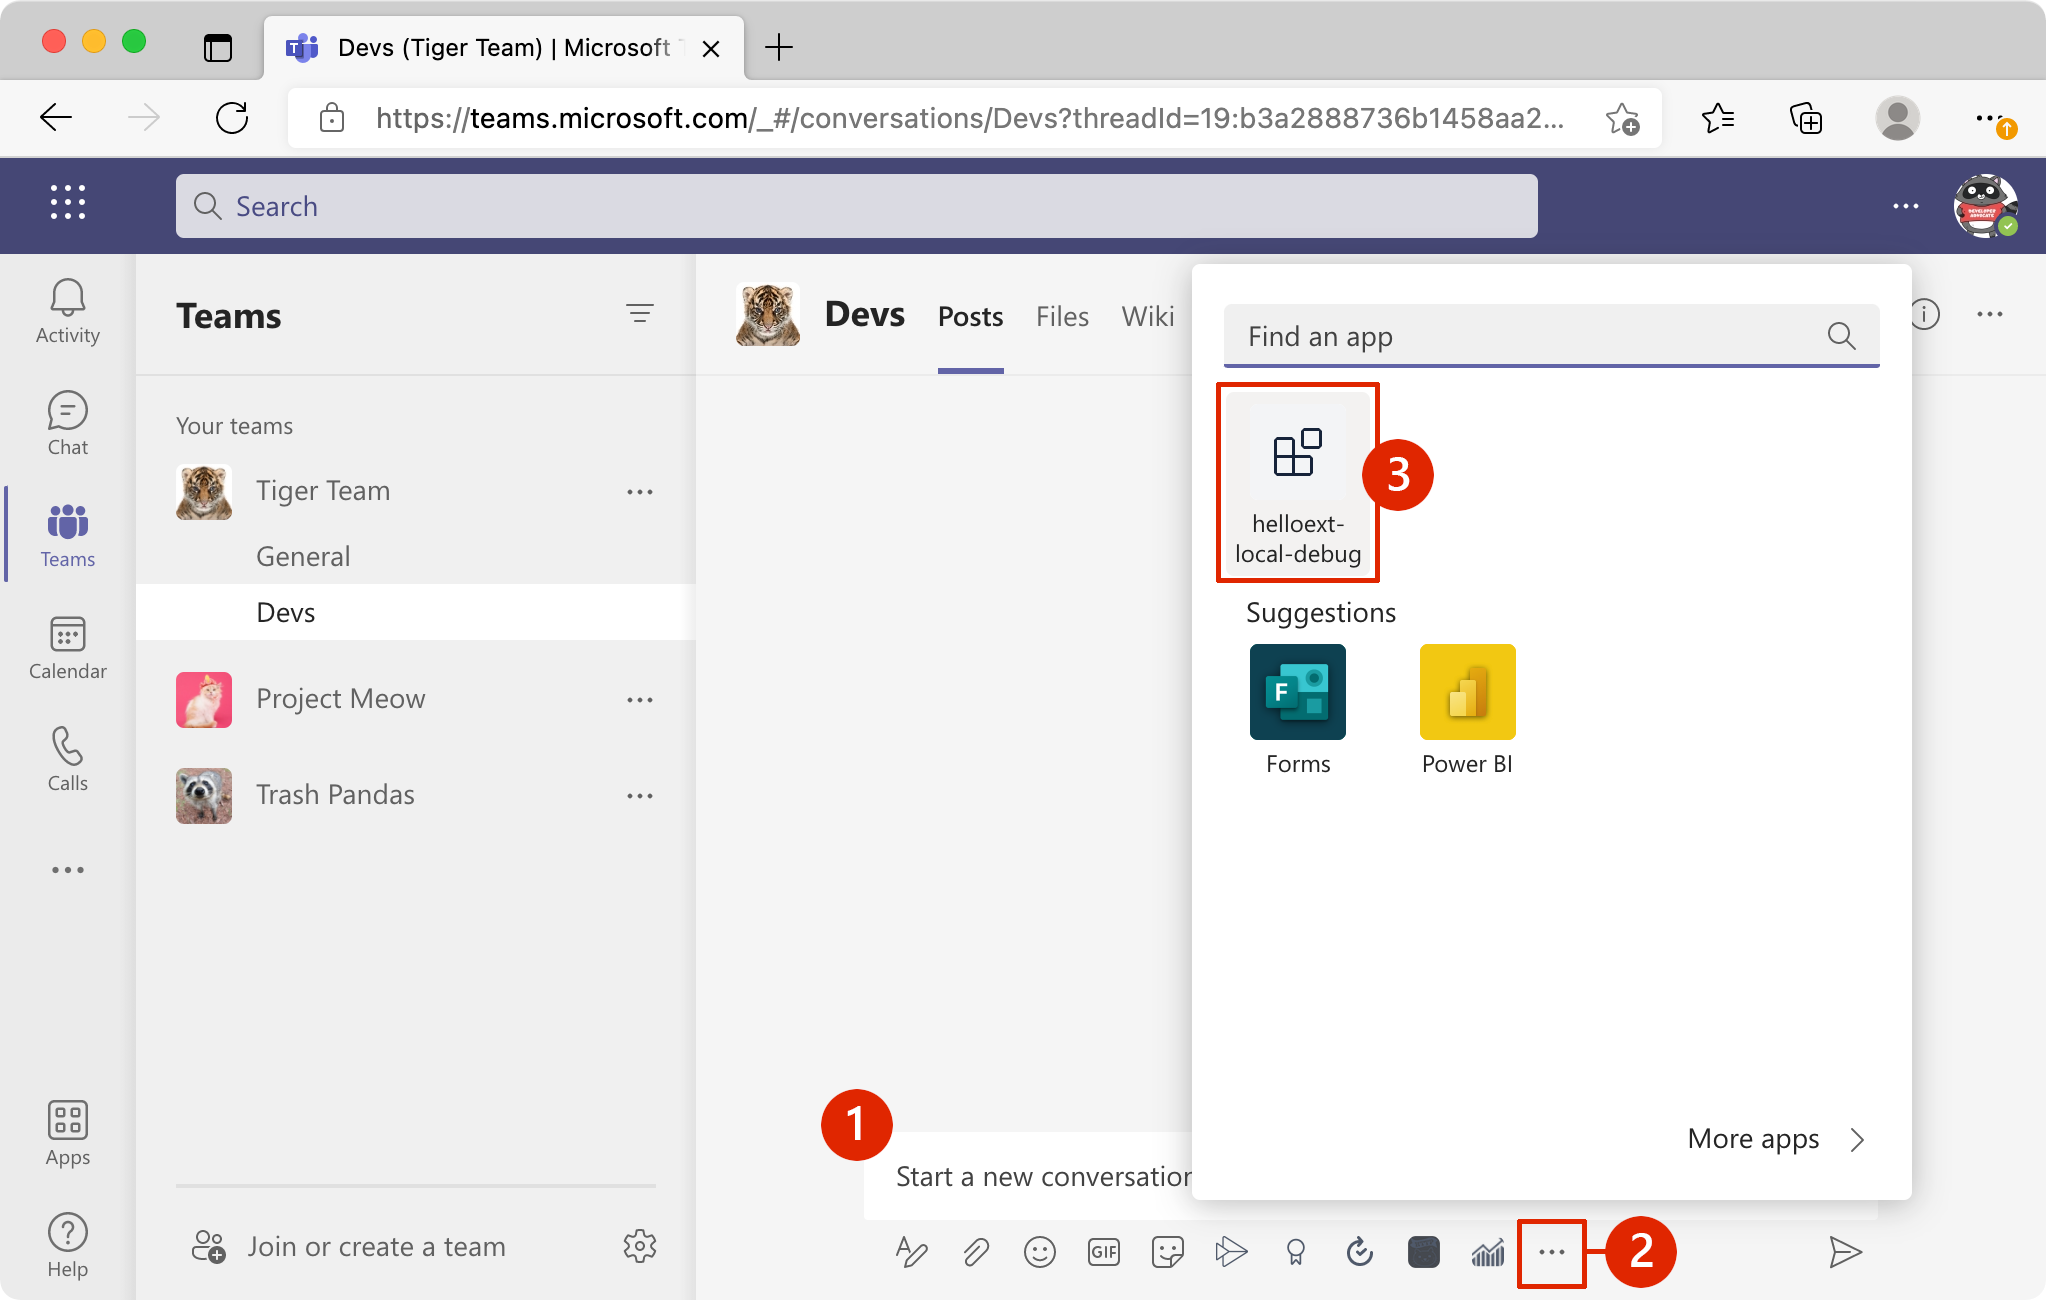 Devs (Tiger Team) | Microsoft
https://teams.microsoft.com/_#/conversations/Devs?threadId=19:b3a2888736b1458aa2...
Search
Activity
Chat
Teams
Calendar
Calls
Apps
Help
Teams
Your teams
Tiger Team
General
Devs
Project Meow
Trash Pandas
Join or create a team
Devs
Posts
Files
Wiki
Find an app
helloext-
local-debug
3
Suggestions
Forms
Power BI
More apps
1
Start a new conversation
GIF
2